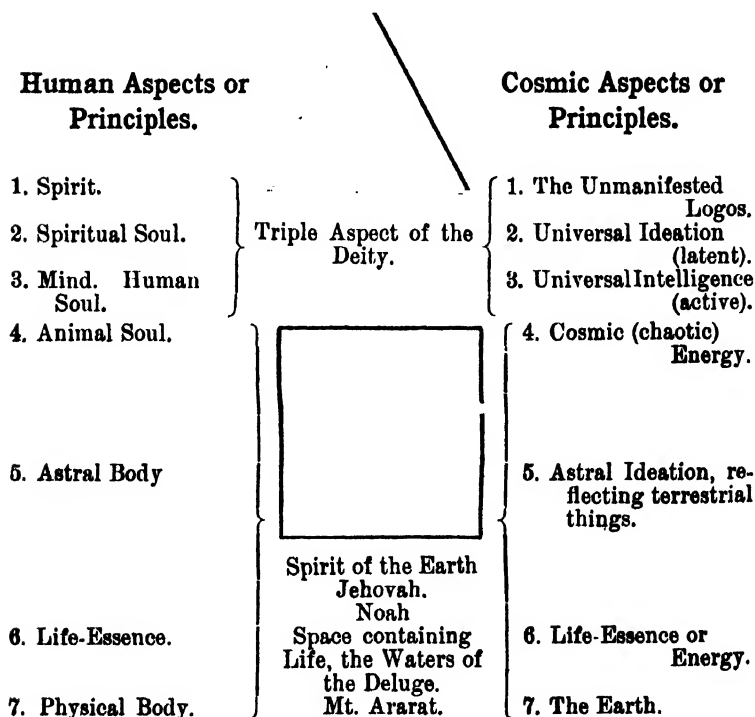 Human Aspects or
Principles.
1. Spirit.
2. Spiritual Soul.
3. Mind. Human
Soul.
4. Animal Soul.
5. Astral Body
6. Life-Essence.
7. Physical Body.
Triple Aspect of the
Deity.
Spirit of the Earth
Jehovah.
Noah
Space containing
Life, the Waters of
the Deluge.
Mt. Ararat.
Cosmic Aspects or
Principles.
1. The Unmanifested
Logos.
2. Universal Ideation
(latent).
3. Universal Intelligence
(active).
4. Cosmic (chaotic)
Energy.
5. Astral Ideation, re-
flecting terrestrial
things.
6. Life-Essence or
Energy.
7. The Earth.